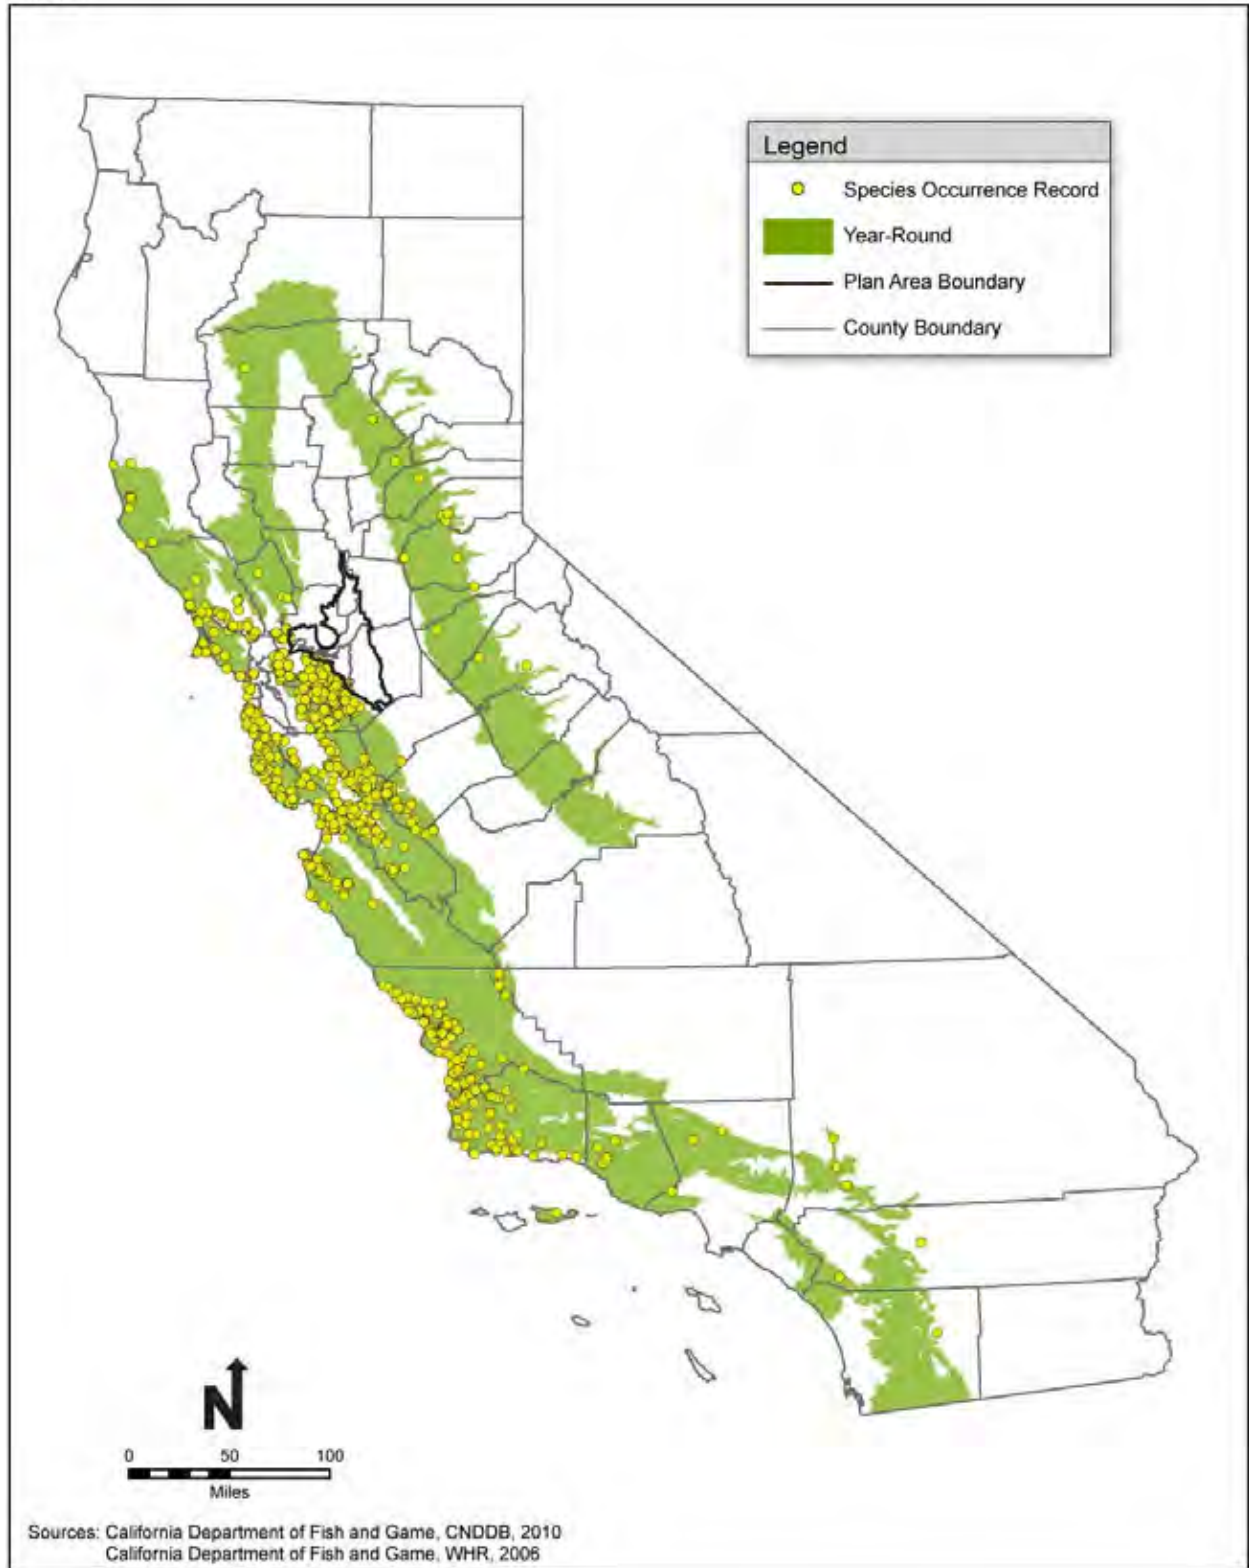 Legend
Species Occurrence Record
Year-Round
Plan Area Boundary
County Boundary
N
0 50 100
Miles
Sources: California Department of Fish and Game, CNDDB, 2010
California Department of Fish and Game, WHR, 2006